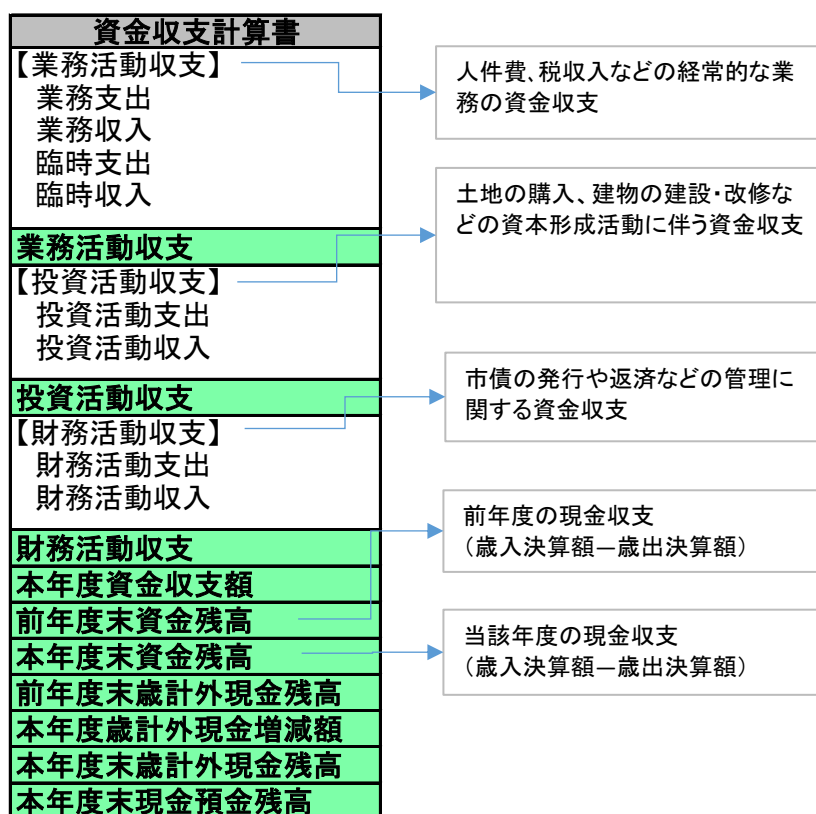 資金収支計算書
【業務活動収支】
業務支出
業務収入
臨時支出
臨時収入
業務活動収支
【投資活動収支】
投資活動支出
投資活動収入
投資活動収支
【財務活動収支】
財務活動支出
財務活動収入
財務活動収支
本年度資金収支額
前年度末資金残高
本年度末資金残高
前年度末歳計外現金残高
本年度歳計外現金増減額
本年度末歳計外現金残高
本年度末現金預金残高
人件費、税収入などの経常的な業
務の資金収支
土地の購入、建物の建設・改修な
どの資本形成活動に伴う資金収支
市債の発行や返済などの管理に
関する資金収支
前年度の現金収支
（歳入決算額―歳出決算額）
当該年度の現金収支
（歳入決算額―歳出決算額）